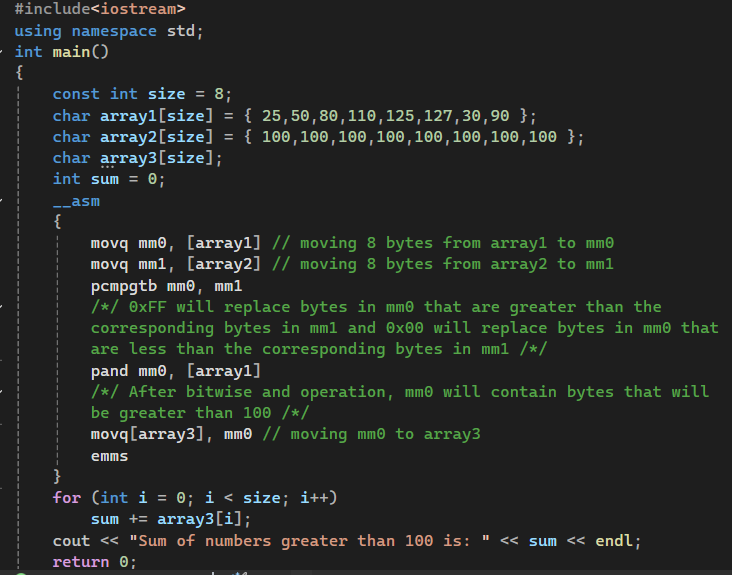 #include<iostream>
using namespace std;
int main()
{
const int size = 8;
char array1[size] = { 25,50,80,110,125,127,30,90 };
char array2[size] = { 100,100,100,100,100,100,100,100 };
char array3[size];
int sum = 0;
__asm
{
movq mm0, [array1] // moving 8 bytes from array1 to mm0
movq mm1, [array2] // moving 8 bytes from array2 to mm1
pcmpgtb mm0, mm1
/*/ 0xFF will replace bytes in mm0 that are greater than the
corresponding bytes in mm1 and 0x00 will replace bytes in mm0 that
are less than the corresponding bytes in mm1 /*/
pand mm0, [array1]
/*/ After bitwise and operation, mm0 will contain bytes that will
be greater than 100 /*/
movq[array3], mm0 // moving mm0 to array3
emms
}
for (int i = 0; i < size; i++)
sum += array3[i];
cout << "Sum of numbers greater than 100 is: " << sum << endl;
return 0;